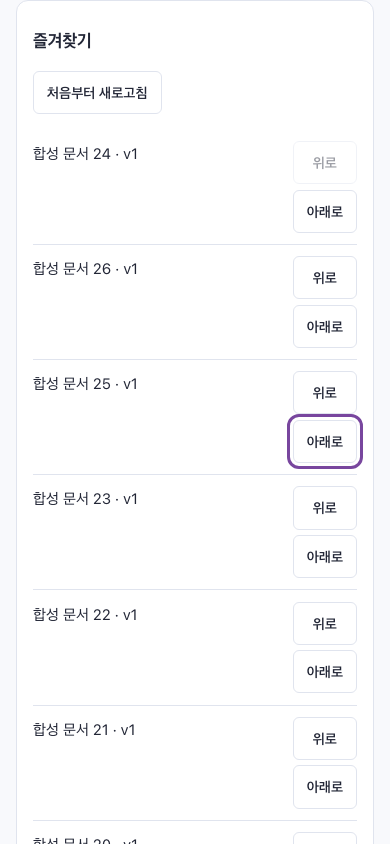 즐겨찾기
처음부터 새로고침
합성 문서 24 · v1
위로
아래로
합성 문서 26 · v1
위로
아래로
합성 문서 25 · v1
위로
아래로
합성 문서 23 · v1
위로
아래로
합성 문서 22 · v1
위로
아래로
합성 문서 21 · v1
위로
아래로